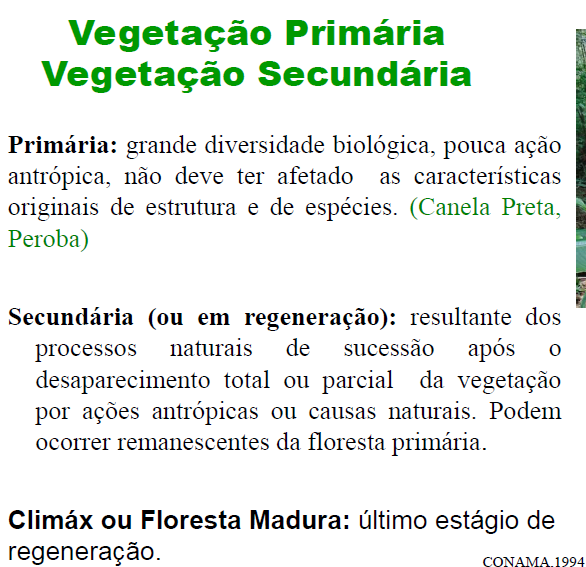 Vegetação Primária
Vegetação Secundária
Primária: grande diversidade biológica, pouca ação
antrópica, não deve ter afetado as características
originais de estrutura e de espécies. (Canela Preta,
Peroba)
Secundária (ou em regeneração): resultante dos
processos naturais de sucessão após o
desaparecimento total ou parcial da vegetação
por ações antrópicas ou causas naturais. Podem
ocorrer remanescentes da floresta primária.
Climáx ou Floresta Madura: último estágio de
regeneração.
CONAMA.1994